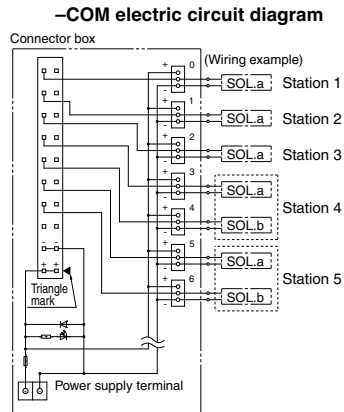 –COM electric circuit diagram
Connector box
(Wiring example)
+ 0
SOL.a Station 1
-
+ 1
SOL.a Station 2
-
+ 2
SOL.a Station 3
-
+ 3
SOL.a
-
Station 4
+ 4
SOL.b
-
+ 5
SOL.a
-
Station 5
+ 6
SOL.b
-
- -
+ +
Triangle
mark
Power supply terminal